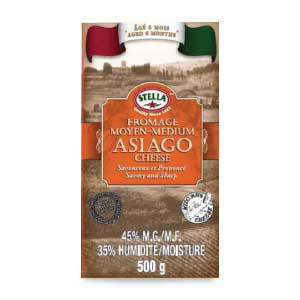 ÂGÉ 6 MOIS
"AGED 6 MONTHS"
STELLA
FROMAGE
MOYEN-MEDIUM
ASIAGO
CHEESE
Savoureux et Prononcé
Savory and Sharp
45% M.G./M.F.
35% HUMIDITÉ/MOISTURE
500 g